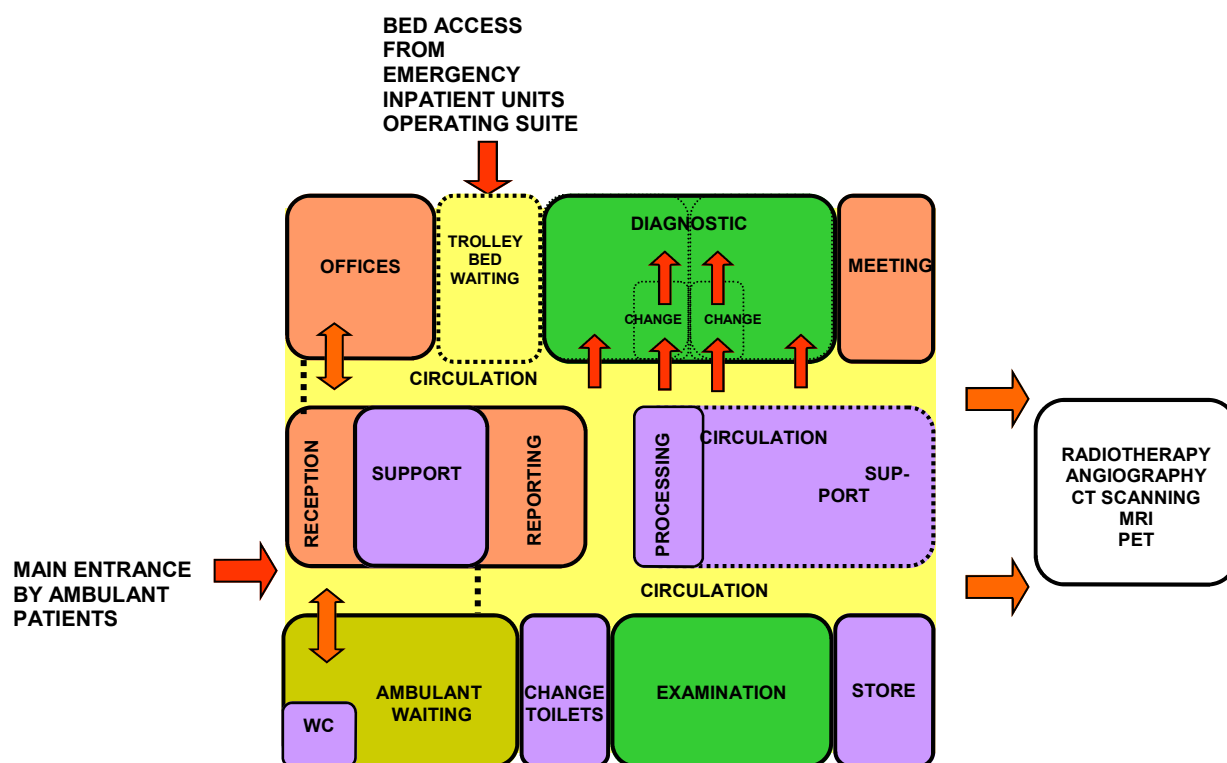 BED ACCESS
FROM
EMERGENCY
INPATIENT UNITS
OPERATING SUITE
OFFICES
TROLLEY
BED
WAITING
DIAGNOSTIC
MEETING
CHANGE
CHANGE
CIRCULATION
RECEPTION
SUPPORT
REPORTING
PROCESSING
CIRCULATION
SUP-
PORT
RADIOTHERAPY
ANGIOGRAPHY
CT SCANNING
MRI
PET
MAIN ENTRANCE
BY AMBULANT
PATIENTS
CIRCULATION
WC
AMBULANT
WAITING
CHANGE
TOILETS
EXAMINATION
STORE